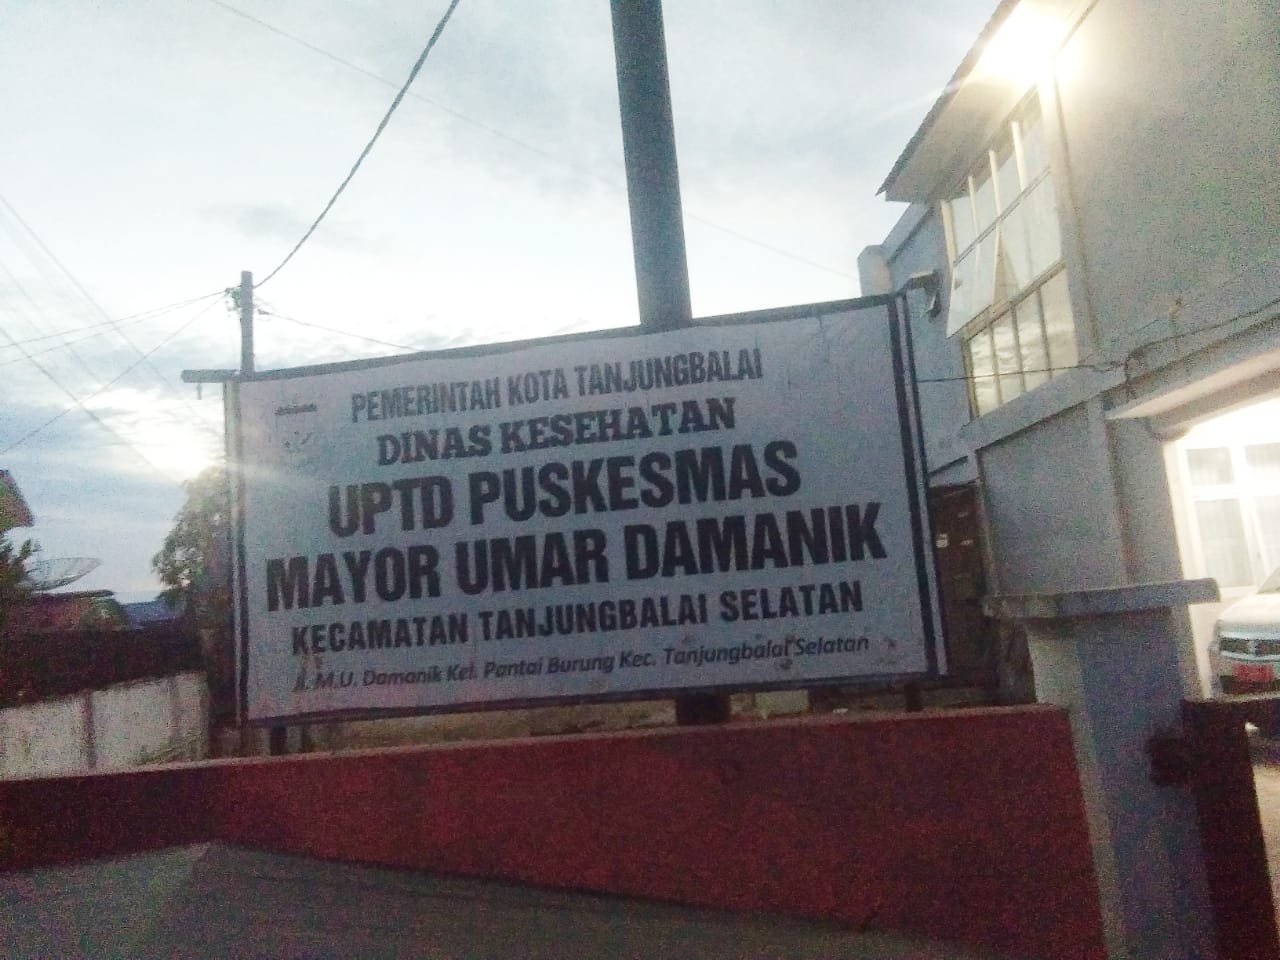 PEMERINTAH KOTA TANJUNGBALAI
DINAS KESEHATAN
UPTD PUSKESMAS
MAYOR UMAR DAMANIK
KECAMATAN TANJUNGBALAI SELATAN
Jl. M.U. Damanik Kel. Pantai Burung Kec. Tanjungbalai Selatan